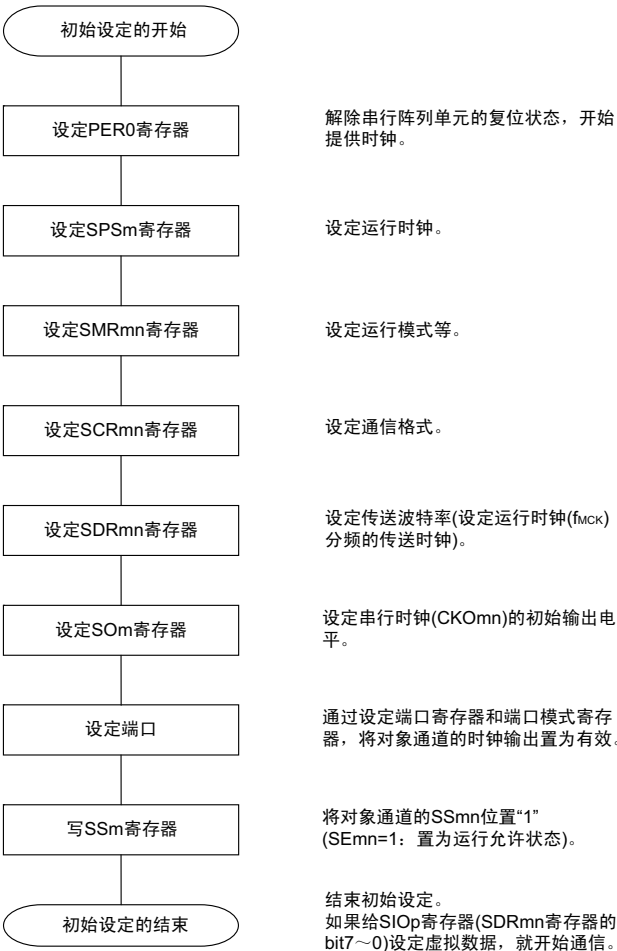 初始设定的开始
设定PER0寄存器
解除串行阵列单元的复位状态，开始
提供时钟。
设定SPSm寄存器
设定运行时钟。
设定SMRmn寄存器
设定运行模式等。
设定SCRmn寄存器
设定通信格式。
设定SDRmn寄存器
设定传送波特率(设定运行时钟(fMCK)
分频的传送时钟)。
设定SOm寄存器
设定串行时钟(CKOmn)的初始输出电
平。
设定端口
通过设定端口寄存器和端口模式寄存
器，将对象通道的时钟输出置为有效。
写SSm寄存器
将对象通道的SSmn位置“1”
(SEmn=1：置为运行允许状态)。
初始设定的结束
结束初始设定。
如果给SIOp寄存器(SDRmn寄存器的
bit7～0)设定虚拟数据，就开始通信。